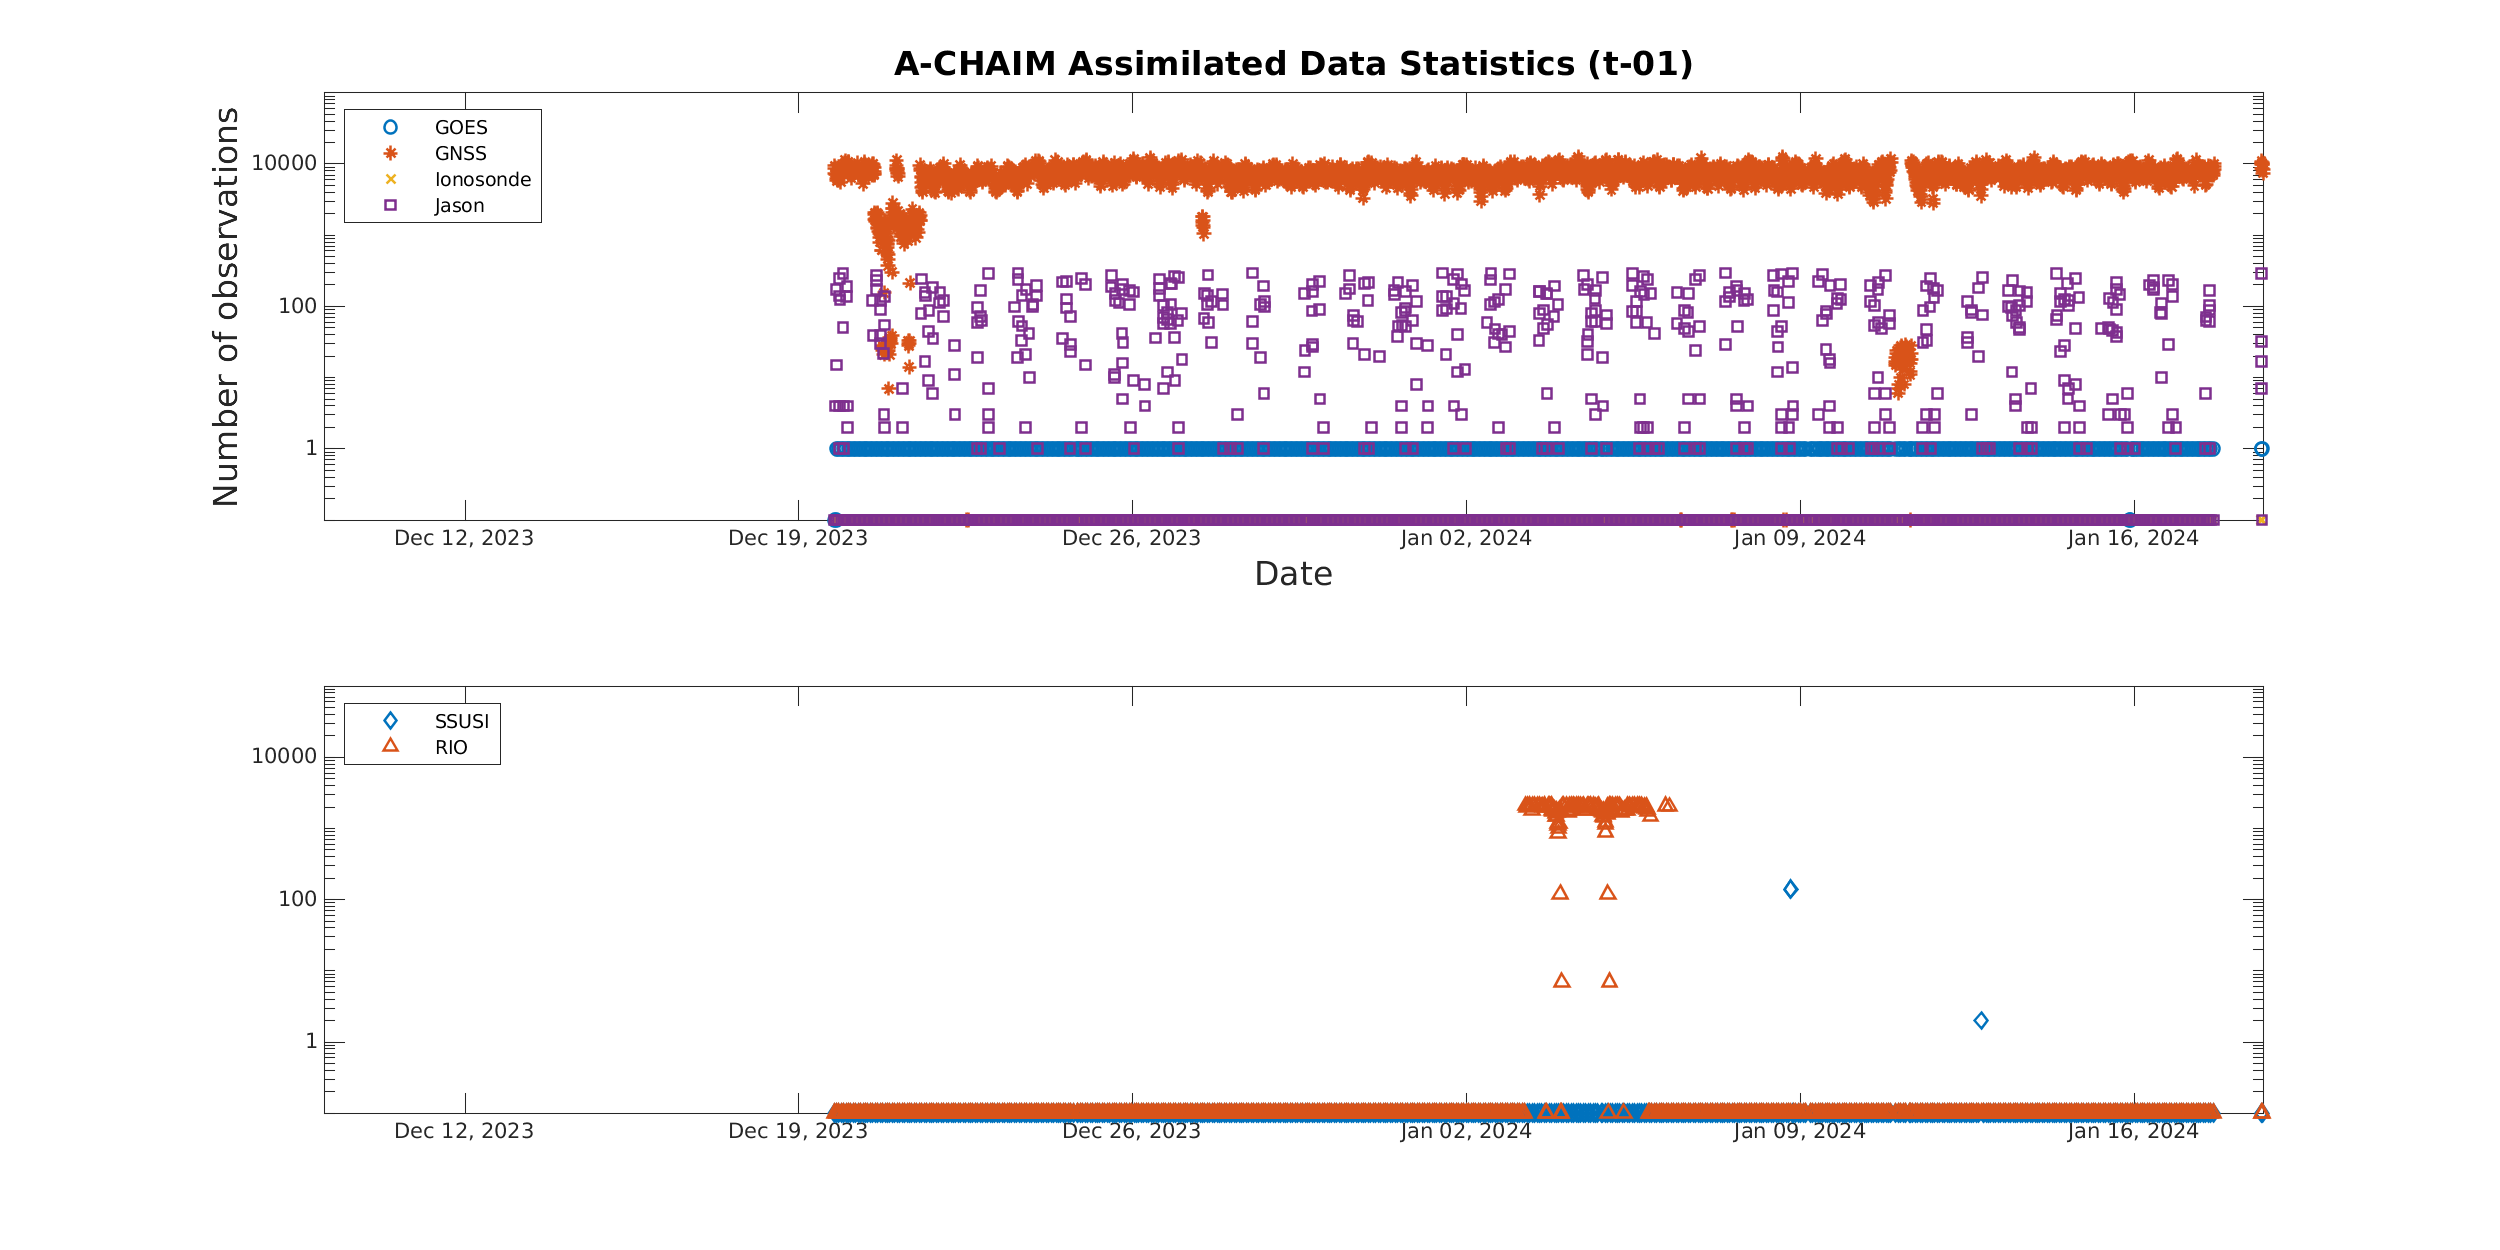 A-CHAIM Assimilated Data Statistics (t-01)
Number of observations
10000
100
1
GOES
GNSS
Ionosonde
Jason
Dec 12, 2023
Dec 19, 2023
Dec 26, 2023
Jan 02, 2024
Jan 09, 2024
Jan 16, 2024
Date
10000
100
1
SSUSI
RIO
Dec 12, 2023
Dec 19, 2023
Dec 26, 2023
Jan 02, 2024
Jan 09, 2024
Jan 16, 2024